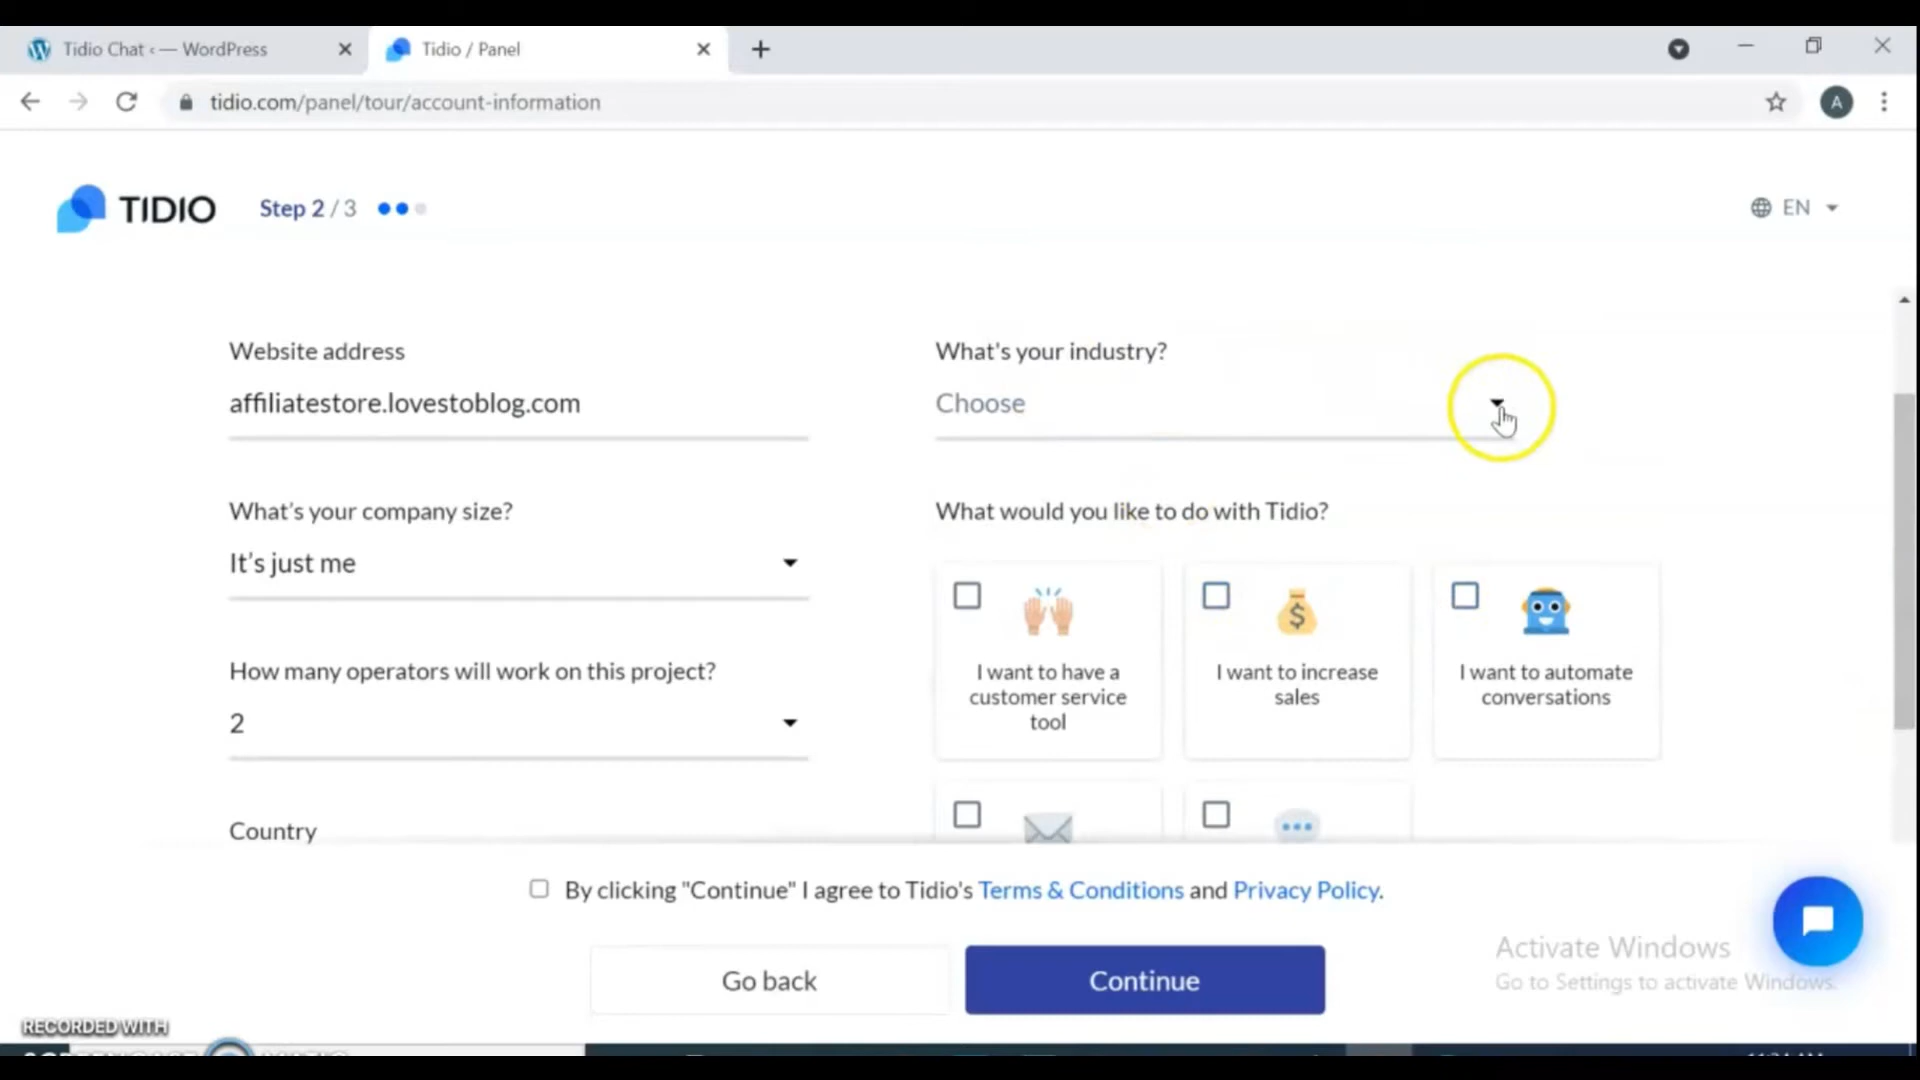 Tidio Chat ‹ — WordPress
Tidio / Panel
tidio.com/panel/tour/account-information
A
TIDIO
Step 2 / 3
EN
Website address
affiliatestore.lovestoblog.com
What's your industry?
Choose
What's your company size?
It's just me
What would you like to do with Tidio?
I want to have a
customer service
tool
I want to increase
sales
I want to automate
conversations
How many operators will work on this project?
2
Country
By clicking "Continue" I agree to Tidio's Terms & Conditions and Privacy Policy.
Go back
Continue
Activate Windows
Go to Settings to activate Windows.
RECORDED WITH